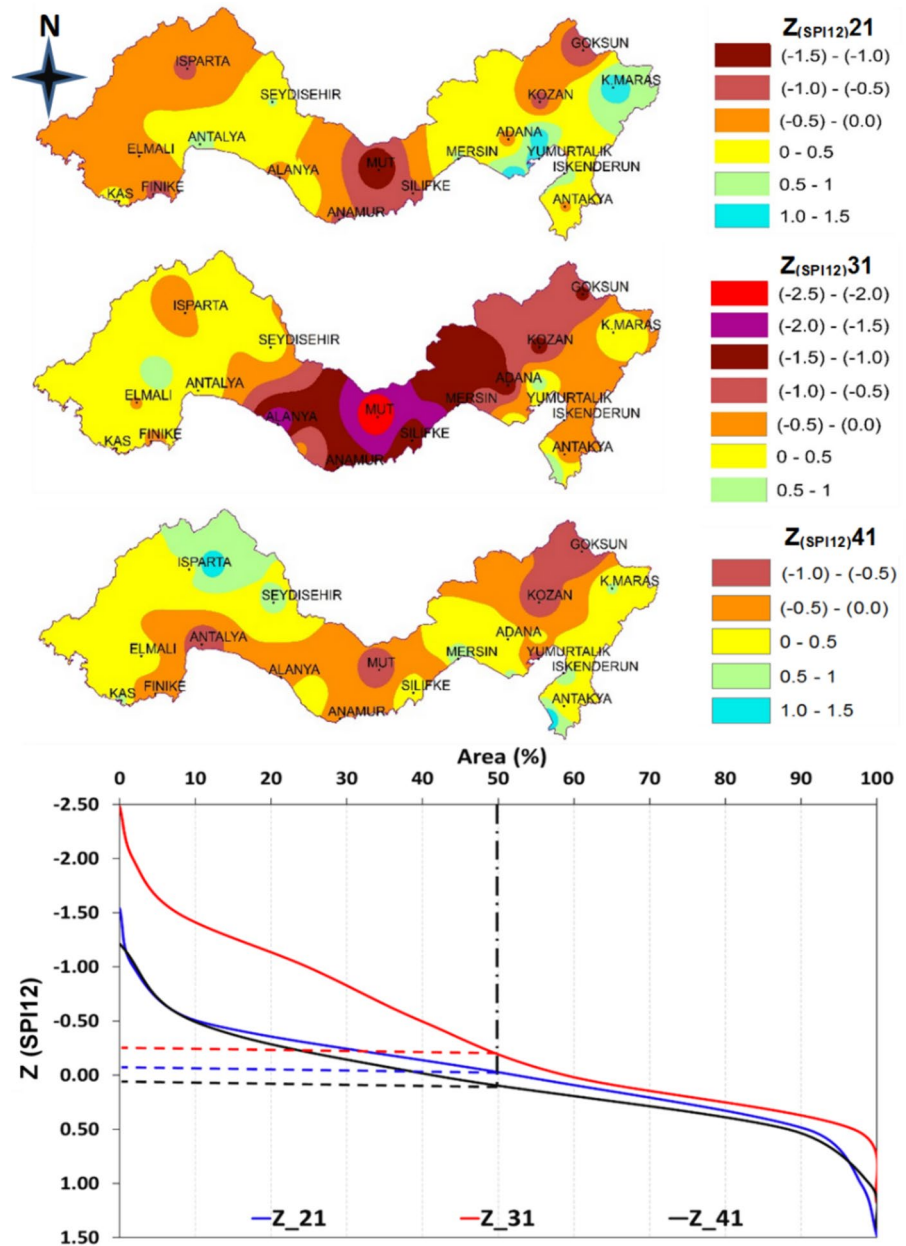 N
ISPARTA
SEYDISEHIR
ELMALI
ANTALYA
KAS
FINIKE
ALANYA
MUT
SILIFKE
ANAMUR
MERSIN
ADANA
KOZAN
GOKSUN
K.MARAS
YUMURTALIK
ISKENDERUN
ANTAKYA
Z(SPI12)21
(-1.5) - (-1.0)
(-1.0) - (-0.5)
(-0.5) - (0.0)
0 - 0.5
0.5 - 1
1.0 - 1.5
ISPARTA
SEYDISEHIR
ELMALI
ANTALYA
KAS
FINIKE
ALANYA
MUT
SILIFKE
ANAMUR
MERSIN
ADANA
KOZAN
GOKSUN
K.MARAS
YUMURTALIK
ISKENDERUN
ANTAKYA
Z(SPI12)31
(-2.5) - (-2.0)
(-2.0) - (-1.5)
(-1.5) - (-1.0)
(-1.0) - (-0.5)
(-0.5) - (0.0)
0 - 0.5
0.5 - 1
ISPARTA
SEYDISEHIR
ELMALI
ANTALYA
KAS
FINIKE
ALANYA
MUT
SILIFKE
ANAMUR
MERSIN
ADANA
KOZAN
GOKSUN
K.MARAS
YUMURTALIK
ISKENDERUN
ANTAKYA
Z(SPI12)41
(-1.0) - (-0.5)
(-0.5) - (0.0)
0 - 0.5
0.5 - 1
1.0 - 1.5
Area (%)
0 10 20 30 40 50 60 70 80 90 100
Z (SPI12)
-2.50
-2.00
-1.50
-1.00
-0.50
0.00
0.50
1.00
1.50
Z_21 Z_31 Z_41